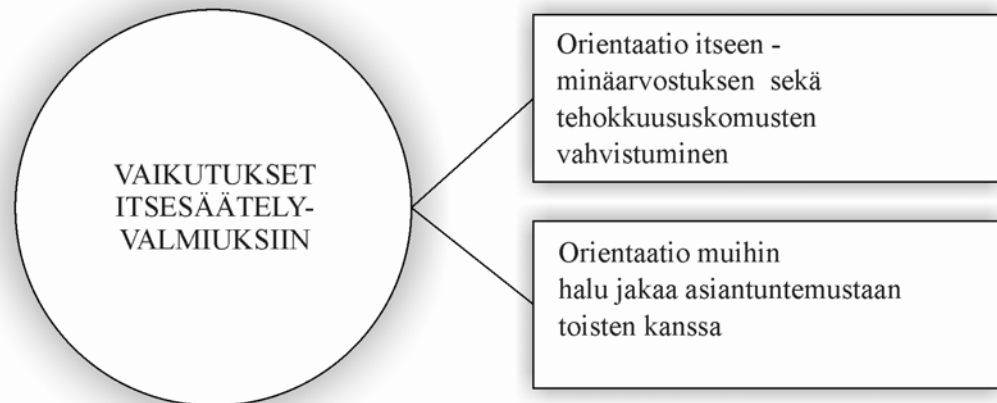 VAIKUTUKSET
ITSESÄÄTELY-
VALMIUKSIIN
Orientaatio itseen -
minäarvostuksen sekä
tehokkuususkomusten
vahvistuminen
Orientaatio muihin
halu jakaa asiantuntemustaan
toisten kanssa